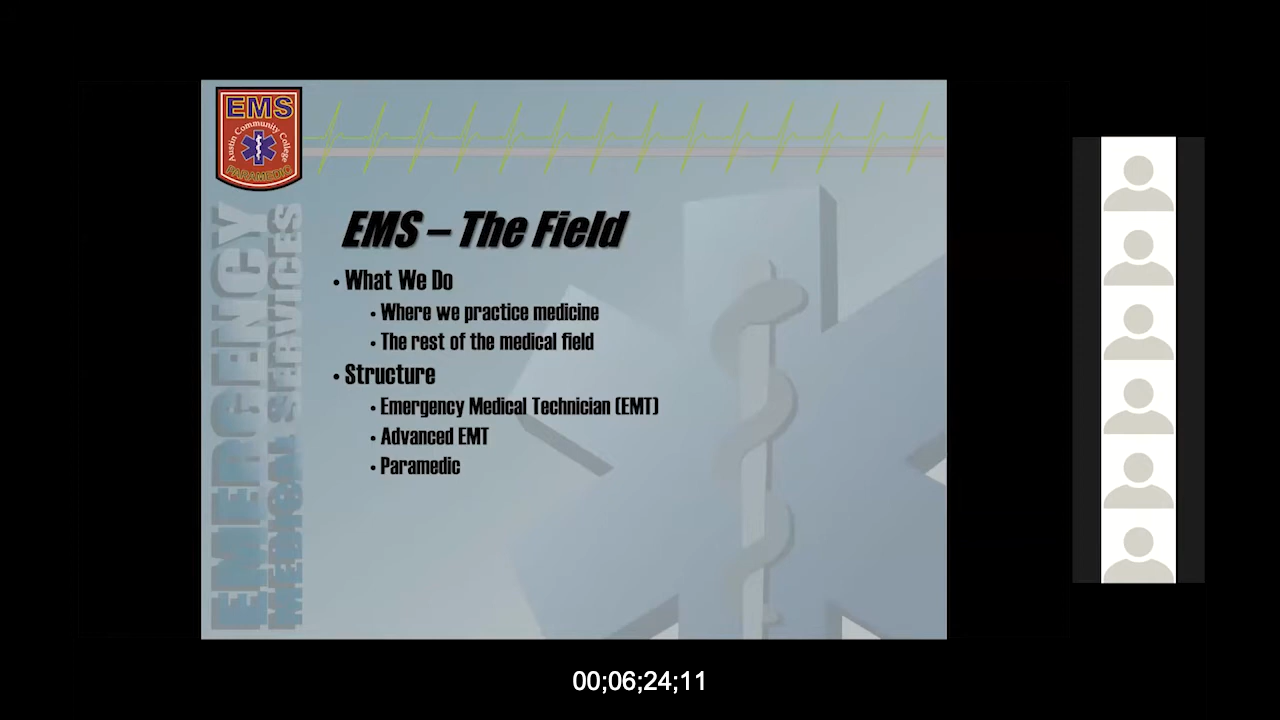 EMS
Austin Community College
PARAMEDIC
EMERGENCY
MEDICAL SERVICES
EMS – The Field
• What We Do
• Where we practice medicine
• The rest of the medical field
• Structure
• Emergency Medical Technician (EMT)
• Advanced EMT
• Paramedic
00;06;24;11